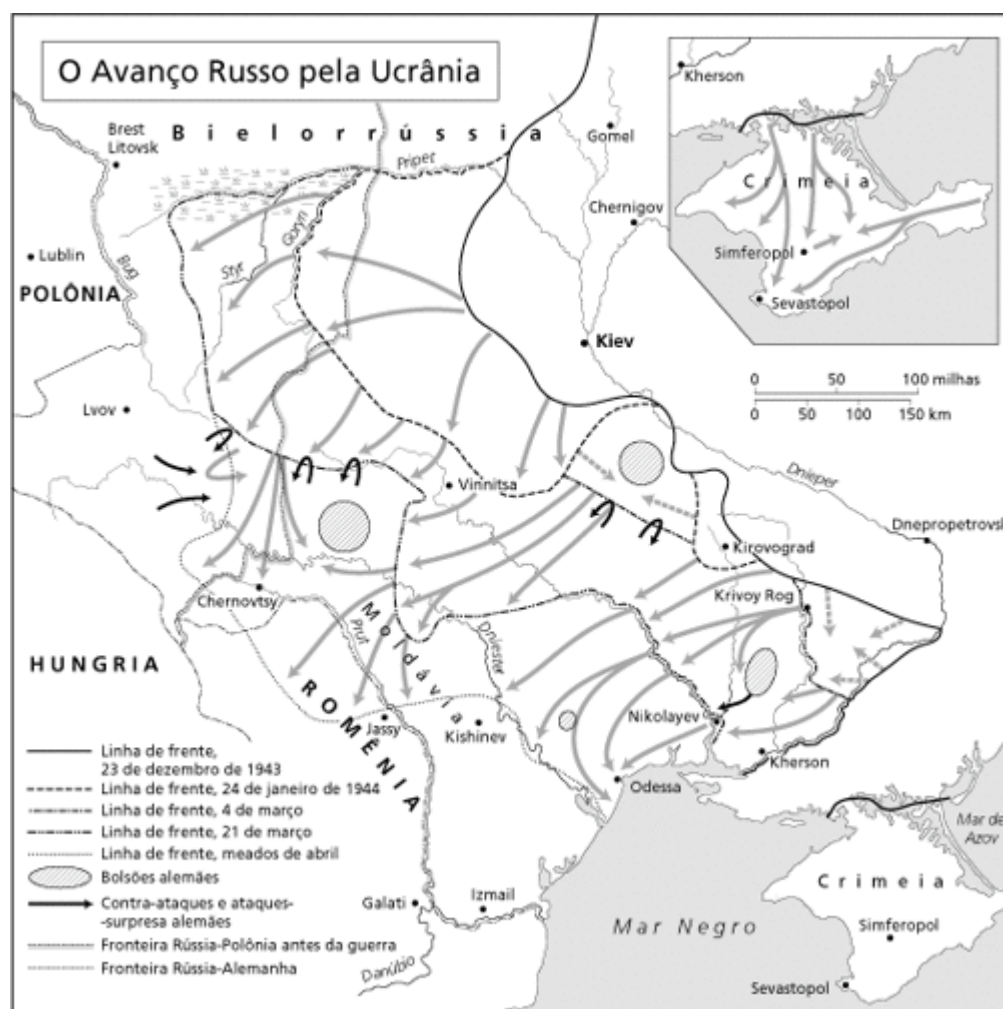 O Avanço Russo pela Ucrânia
Kherson
Crimeia
Simferopol
Sevastopol
Brest
Litovsk
Bielorrússia
Pripet
Gomel
Chernigov
Lublin
POLÔNIA
Bug
Styr
Goryn
Kiev
0 50 100 milhas
0 50 100 150 km
Lvov
Vinnitsa
Dnieper
Dnepropetrovsk
Kirovograd
Krivoy Rog
Chernovtsy
Prut
Moldávia
Dniester
HUNGRIA
ROMÊNIA
Jassy
Kishinev
Nikolayev
Kherson
Odessa
Linha de frente,
23 de dezembro de 1943
Linha de frente, 24 de janeiro de 1944
Linha de frente, 4 de março
Linha de frente, 21 de março
Linha de frente, meados de abril
Bolsões alemães
Contra-ataques e ataques-
-surpresa alemães
Fronteira Rússia-Polônia antes da guerra
Fronteira Rússia-Alemanha
Galati
Izmail
Danúbio
Mar Negro
Mar de
Azov
Crimeia
Simferopol
Sevastopol